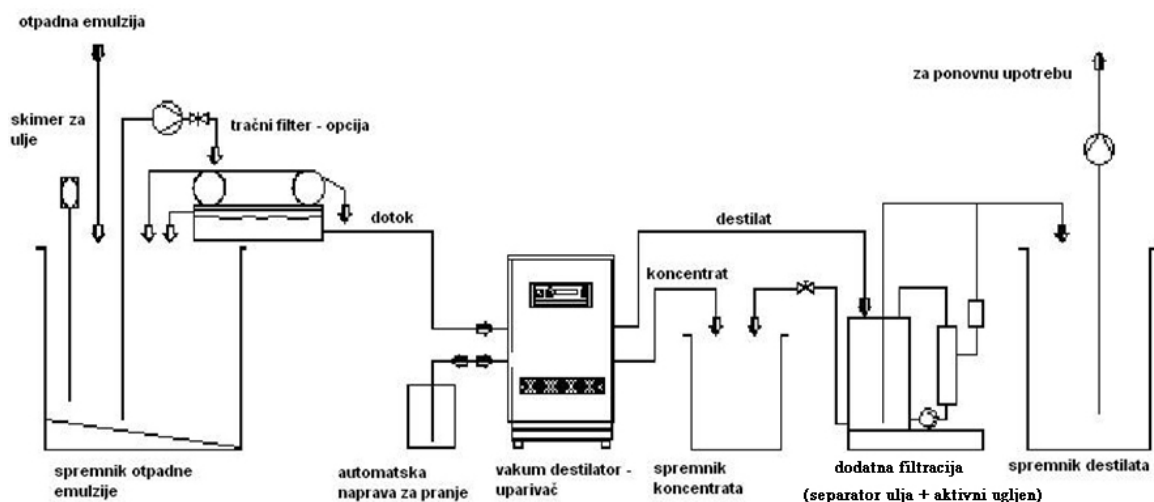 otpadna emulzija
skimer za
ulje
tračni filter - opcija
za ponovnu upotrebu
dotok
destilat
koncentrat
spremnik otpadne
emulzije
automatska
naprava za pranje
vakum destilator -
uparivač
spremnik
koncentrata
dodatna filtracija
(separator ulja + aktivni ugljen)
spremnik destilata